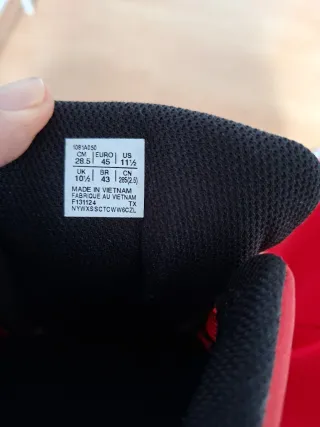 1081A050
CM EURO US
28.5 45 11½
UK BR CN
10½ 43 285(2.5)
MADE IN VIETNAM
FABRIQUÉ AU VIETNAM
F131124 TX
NYWXSSCTCWW6CZL